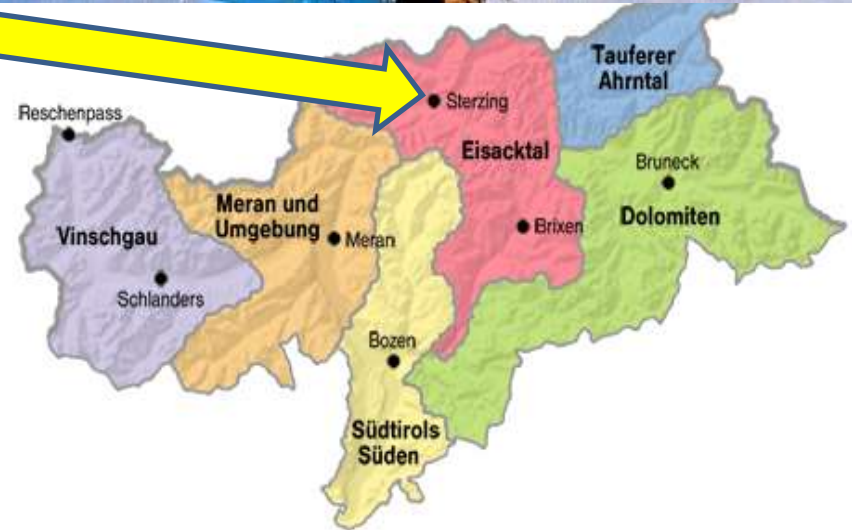 Tauferer
Ahrntal
Reschenpass
Sterzing
Eisacktal
Bruneck
Meran und
Umgebung
Vinschgau
Meran
Brixen
Dolomiten
Schlanders
Bozen
Südtirols
Süden